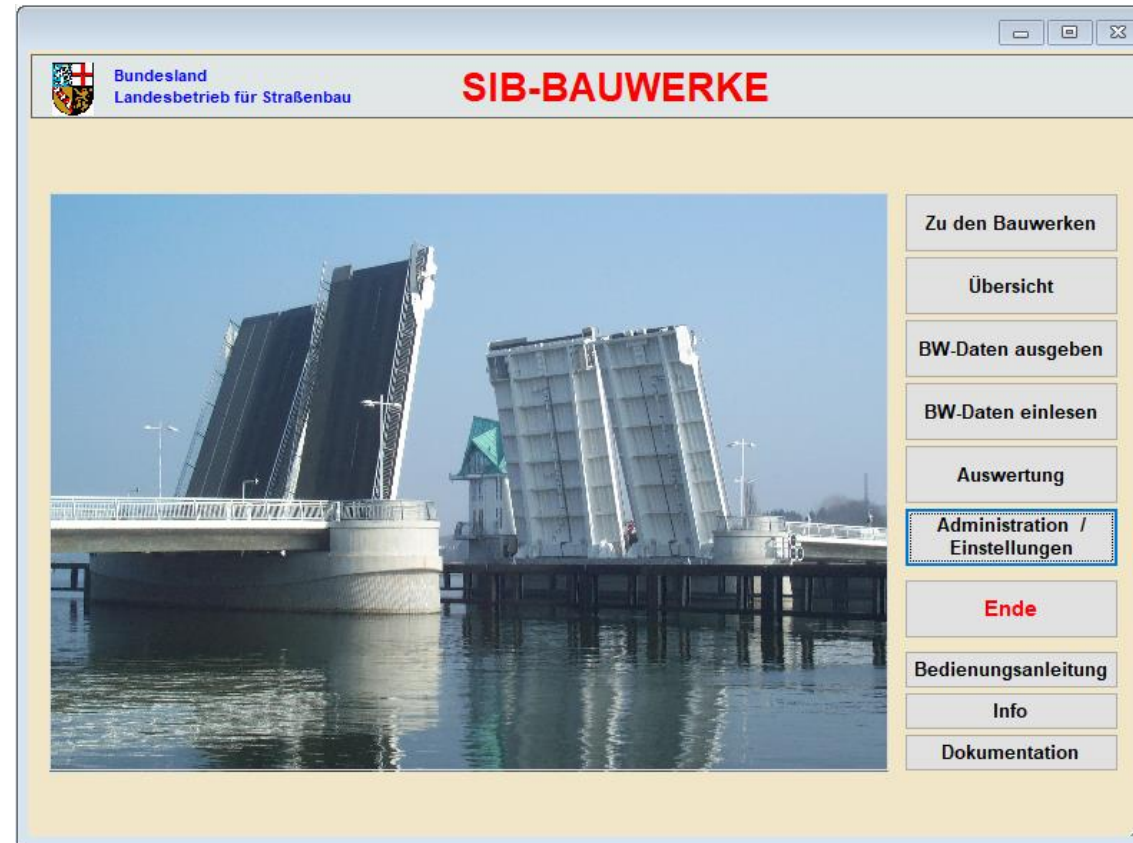 Bundesland
Landesbetrieb für Straßenbau
SIB-BAUWERKE
Zu den Bauwerken
Übersicht
BW-Daten ausgeben
BW-Daten einlesen
Auswertung
Administration /
Einstellungen
Ende
Bedienungsanleitung
Info
Dokumentation